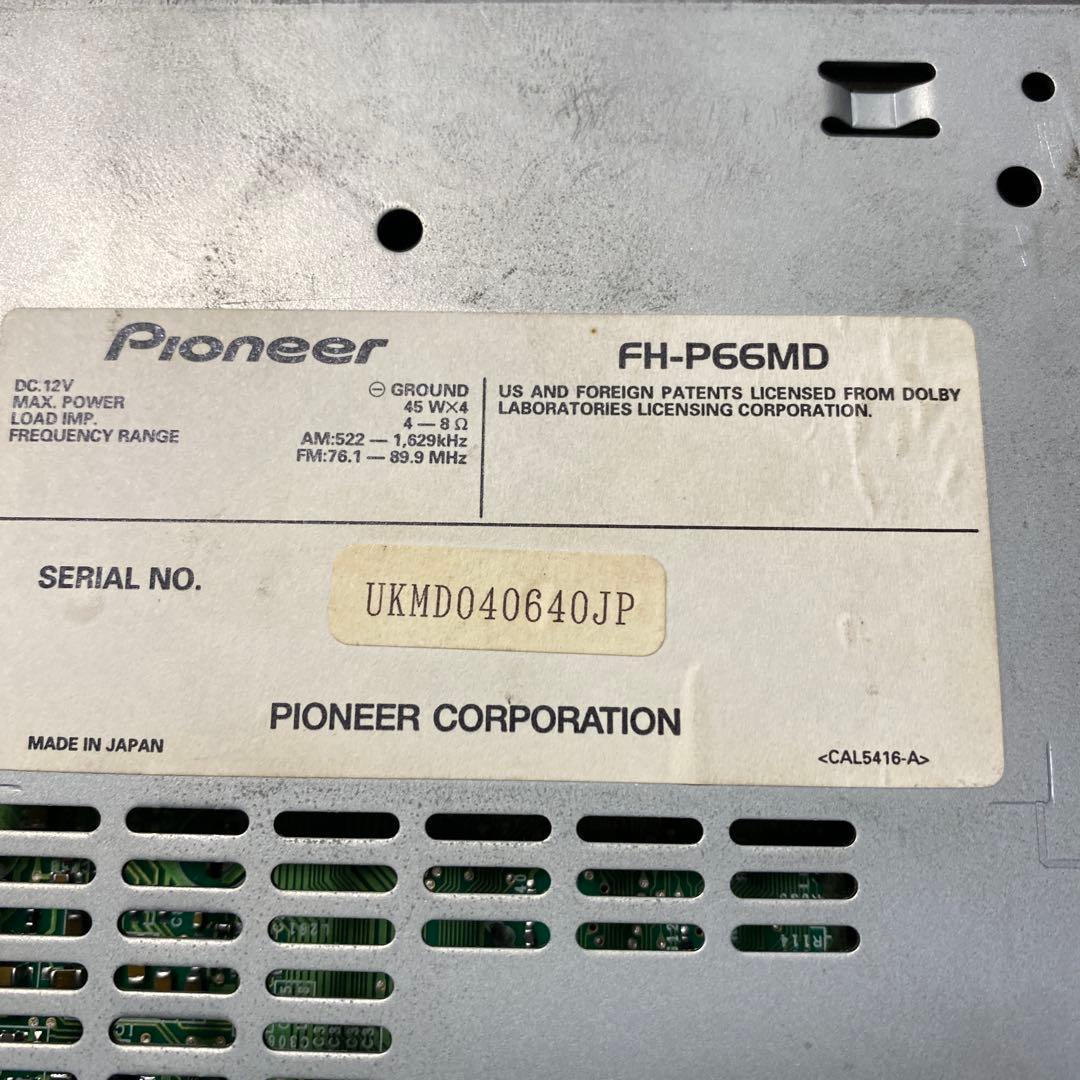 Pioneer
FH-P66MD
DC.12V ⊖ GROUND
MAX. POWER 45 W×4
LOAD IMP. 4 — 8 Ω
FREQUENCY RANGE AM:522 — 1,629kHz
FM:76.1 — 89.9 MHz
US AND FOREIGN PATENTS LICENSED FROM DOLBY
LABORATORIES LICENSING CORPORATION.
SERIAL NO.
UKMD040640JP
PIONEER CORPORATION
MADE IN JAPAN
<CAL5416-A>
R114